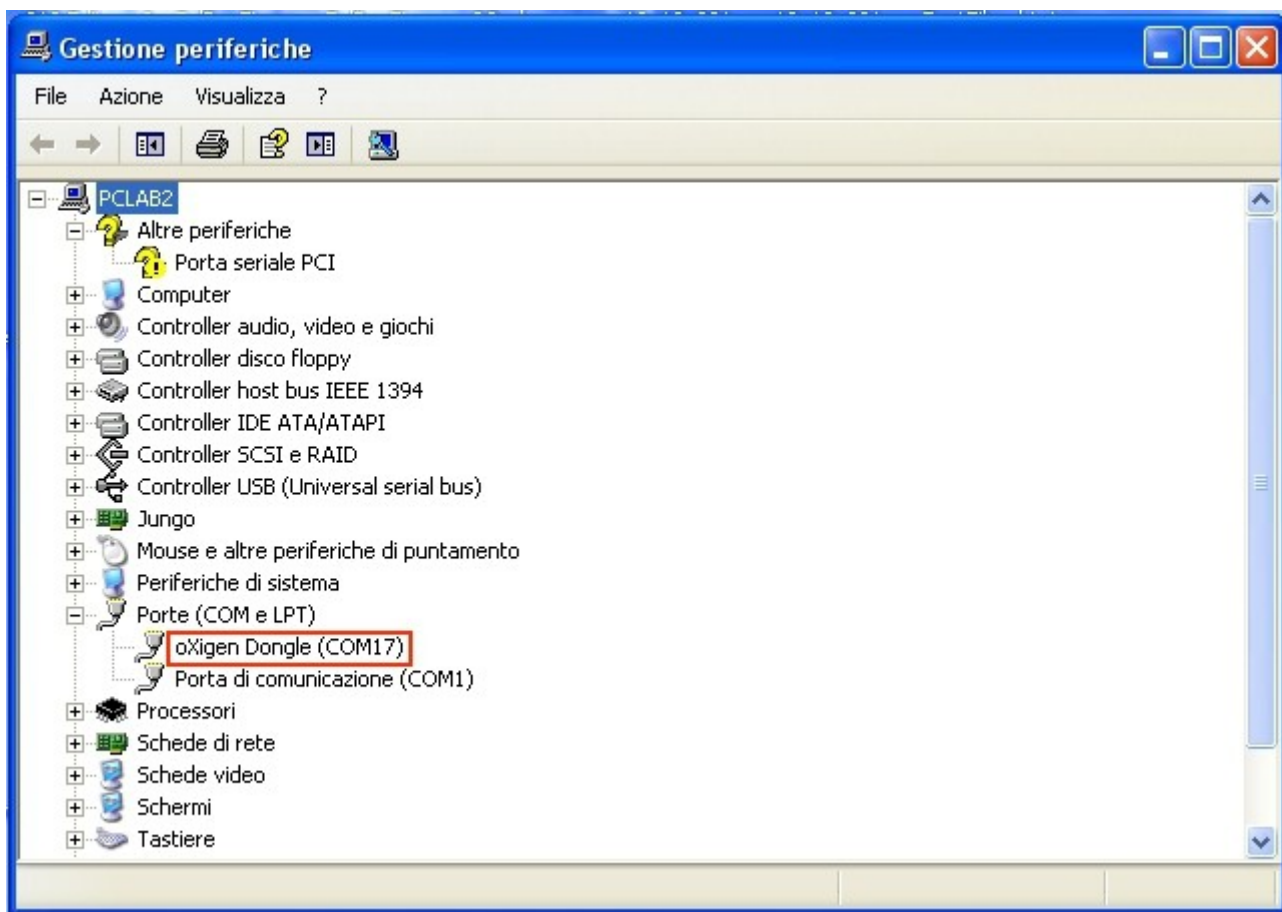 Gestione periferiche
File Azione Visualizza ?
PCLAB2
Altre periferiche
Porta seriale PCI
Computer
Controller audio, video e giochi
Controller disco floppy
Controller host bus IEEE 1394
Controller IDE ATA/ATAPI
Controller SCSI e RAID
Controller USB (Universal serial bus)
Jungo
Mouse e altre periferiche di puntamento
Periferiche di sistema
Porte (COM e LPT)
oXigen Dongle (COM17)
Porta di comunicazione (COM1)
Processori
Schede di rete
Schede video
Schermi
Tastiere